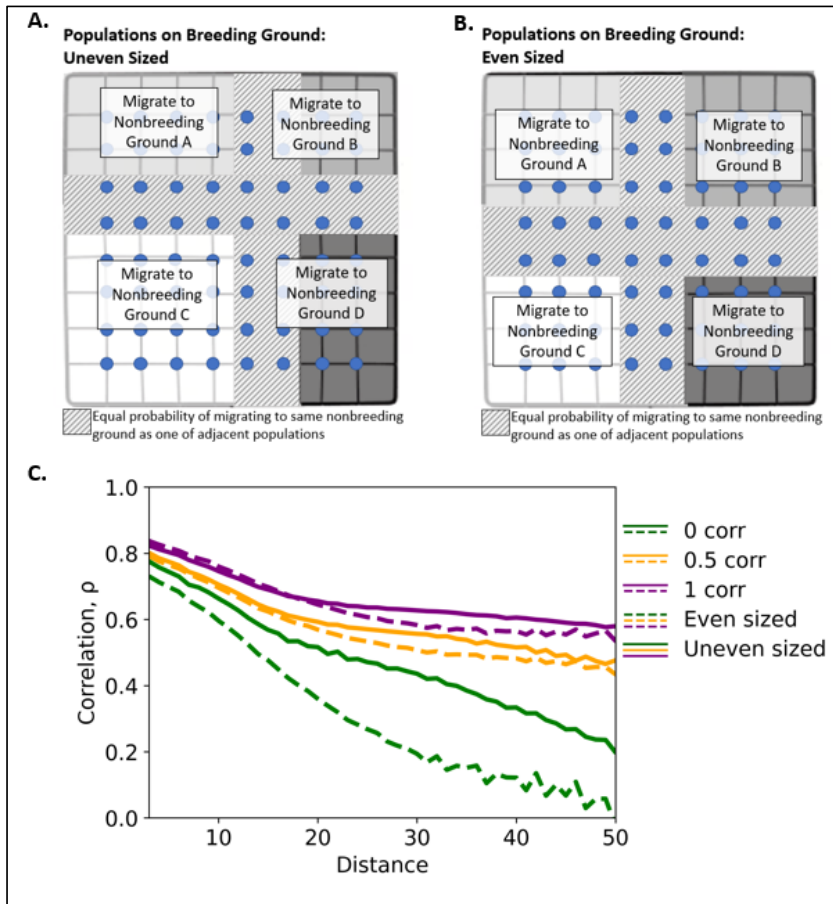 A.
Populations on Breeding Ground:
Uneven Sized
Migrate to
Nonbreeding
Ground A
Migrate to
Nonbreeding
Ground B
Migrate to
Nonbreeding
Ground C
Migrate to
Nonbreeding
Ground D
Equal probability of migrating to same nonbreeding
ground as one of adjacent populations
B.
Populations on Breeding Ground:
Even Sized
Migrate to
Nonbreeding
Ground A
Migrate to
Nonbreeding
Ground B
Migrate to
Nonbreeding
Ground C
Migrate to
Nonbreeding
Ground D
Equal probability of migrating to same nonbreeding
ground as one of adjacent populations
C.
1.0
0.8
0.6
0.4
0.2
0.0
Correlation, ρ
10 20 30 40 50
Distance
0 corr
0.5 corr
1 corr
Even sized
Uneven sized